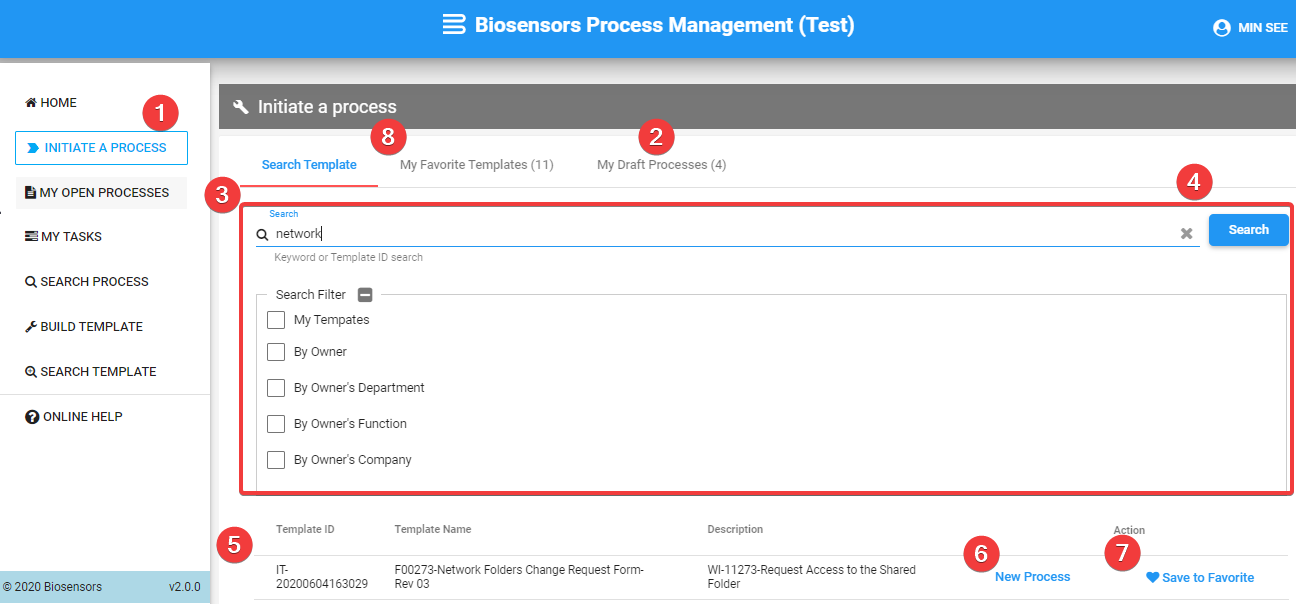 Biosensors Process Management (Test)
MIN SEE
HOME
1
INITIATE A PROCESS
MY OPEN PROCESSES
MY TASKS
SEARCH PROCESS
BUILD TEMPLATE
SEARCH TEMPLATE
ONLINE HELP
© 2020 Biosensors v2.0.0
Initiate a process
8
2
Search Template My Favorite Templates (11) My Draft Processes (4)
3
4
Search
network
Search
Keyword or Template ID search
Search Filter
My Tempates
By Owner
By Owner's Department
By Owner's Function
By Owner's Company
Template ID Template Name Description Action
5
6
7
IT- F00273-Network Folders Change Request Form- WI-11273-Request Access to the Shared
20200604163029 Rev 03 Folder
New Process Save to Favorite